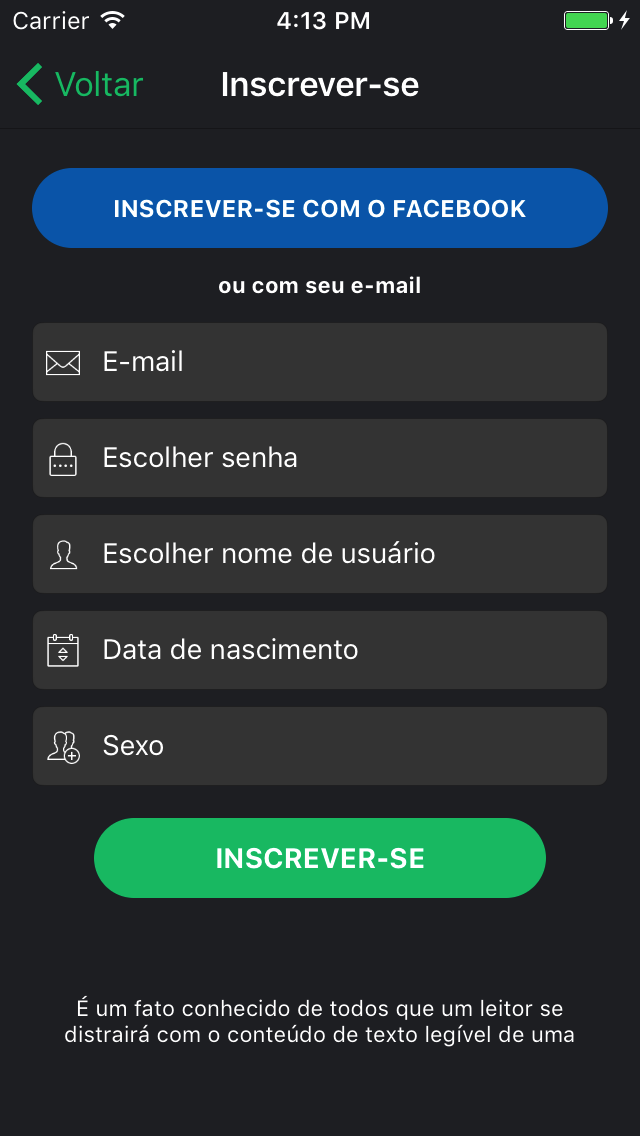 Carrier 4:13 PM
Voltar Inscrever-se
INSCREVER-SE COM O FACEBOOK
ou com seu e-mail
E-mail
Escolher senha
Escolher nome de usuário
Data de nascimento
Sexo
INSCREVER-SE
É um fato conhecido de todos que um leitor se
distrairá com o conteúdo de texto legível de uma